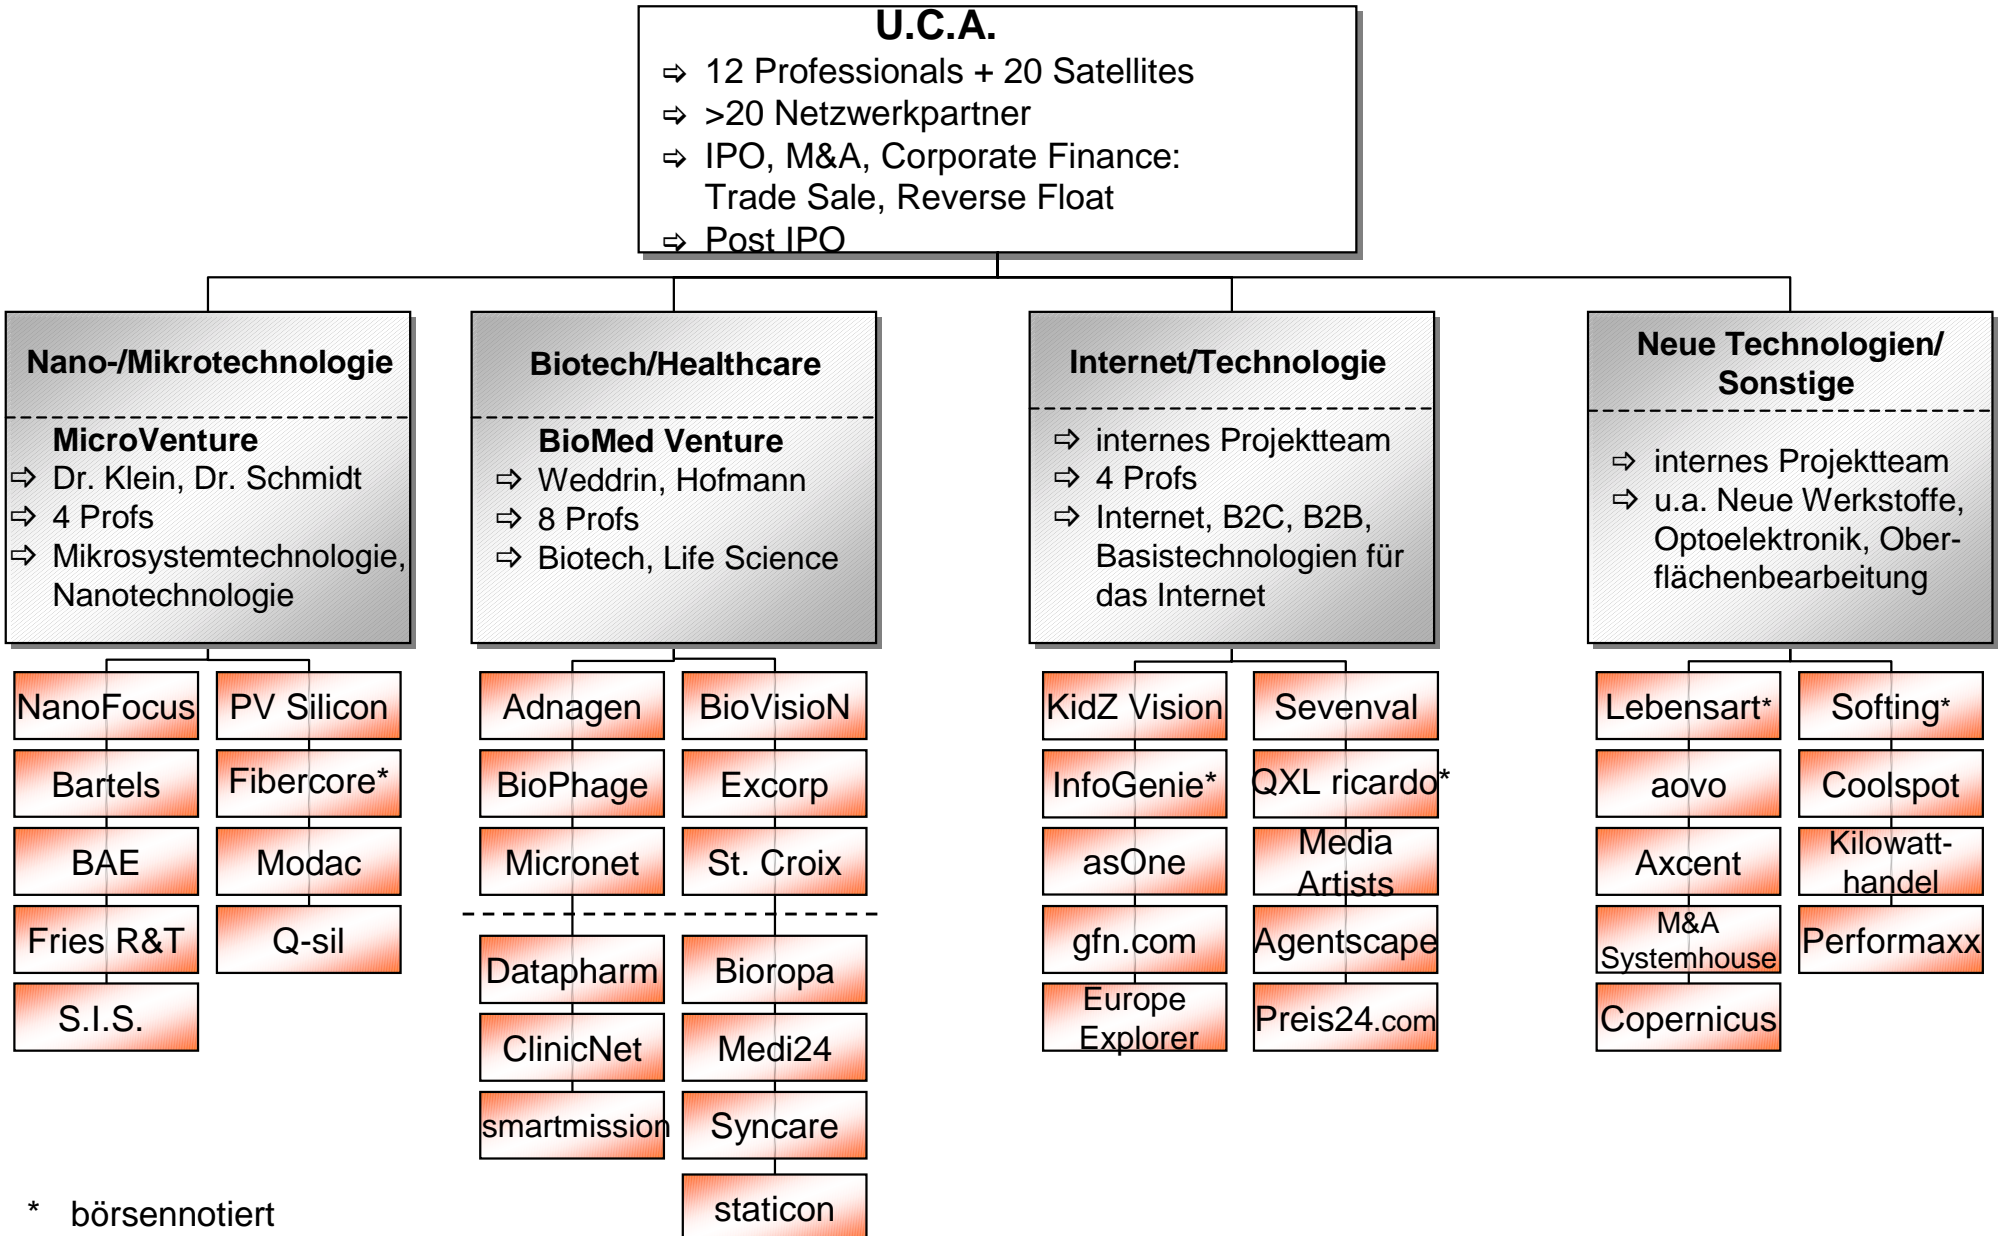 U.C.A.
⇨ 12 Professionals + 20 Satellites
⇨ >20 Netzwerkpartner
⇨ IPO, M&A, Corporate Finance:
Trade Sale, Reverse Float
⇨ Post IPO
Nano-/Mikrotechnologie
MicroVenture
⇨ Dr. Klein, Dr. Schmidt
⇨ 4 Profs
⇨ Mikrosystemtechnologie,
Nanotechnologie
NanoFocus
Bartels
BAE
Fries R&T
S.I.S.
PV Silicon
Fibercore*
Modac
Q-sil
Biotech/Healthcare
BioMed Venture
⇨ Weddrin, Hofmann
⇨ 8 Profs
⇨ Biotech, Life Science
Adnagen
BioPhage
Micronet
Datapharm
ClinicNet
smartmission
BioVisioN
Excorp
St. Croix
Bioropa
Medi24
Syncare
staticon
Internet/Technologie
⇨ internes Projektteam
⇨ 4 Profs
⇨ Internet, B2C, B2B,
Basistechnologien für
das Internet
KidZ Vision
InfoGenie*
asOne
gfn.com
Europe
Explorer
Sevenval
QXL ricardo*
Media
Artists
Agentscape
Preis24.com
Neue Technologien/
Sonstige
⇨ internes Projektteam
⇨ u.a. Neue Werkstoffe,
Optoelektronik, Ober-
flächenbearbeitung
Lebensart*
aovo
Axcent
M&A
Systemhouse
Copernicus
Softing*
Coolspot
Kilowatt-
handel
Performaxx
* börsennotiert